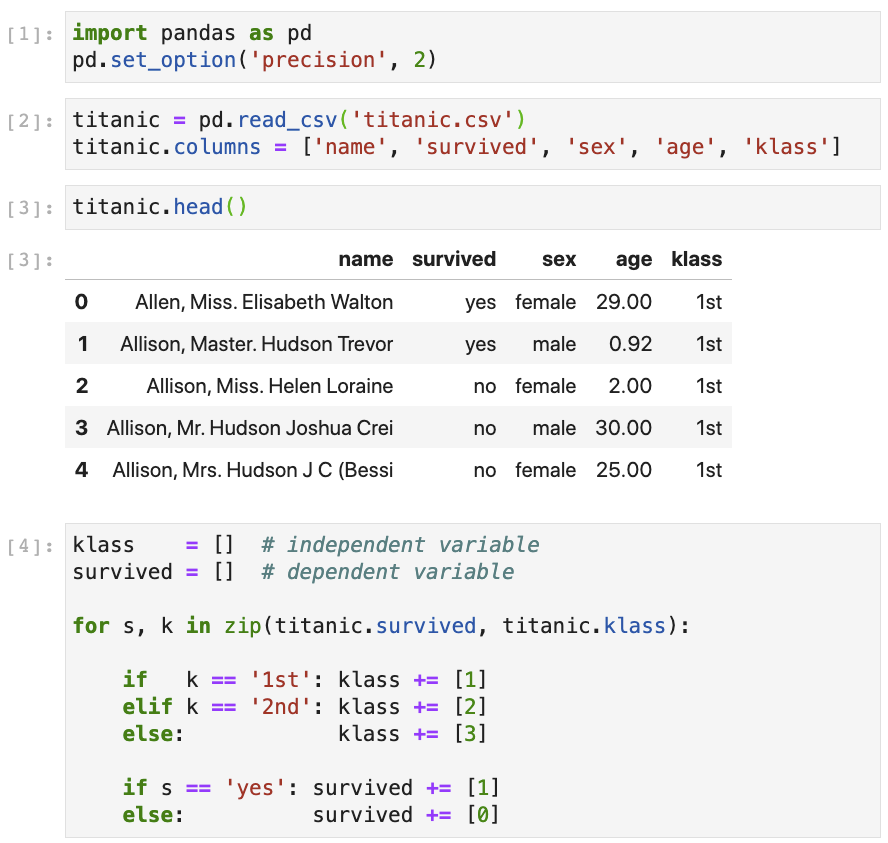 [1]: import pandas as pd
pd.set_option('precision', 2)
[2]: titanic = pd.read_csv('titanic.csv')
titanic.columns = ['name', 'survived', 'sex', 'age', 'klass']
[3]: titanic.head()
[3]: name survived sex age klass
0 Allen, Miss. Elisabeth Walton yes female 29.00 1st
1 Allison, Master. Hudson Trevor yes male 0.92 1st
2 Allison, Miss. Helen Loraine no female 2.00 1st
3 Allison, Mr. Hudson Joshua Crei no male 30.00 1st
4 Allison, Mrs. Hudson J C (Bessi no female 25.00 1st
[4]: klass    = []  # independent variable
survived = []  # dependent variable
for s, k in zip(titanic.survived, titanic.klass):
    if   k == '1st': klass += [1]
    elif k == '2nd': klass += [2]
    else:            klass += [3]
    if s == 'yes': survived += [1]
    else:          survived += [0]